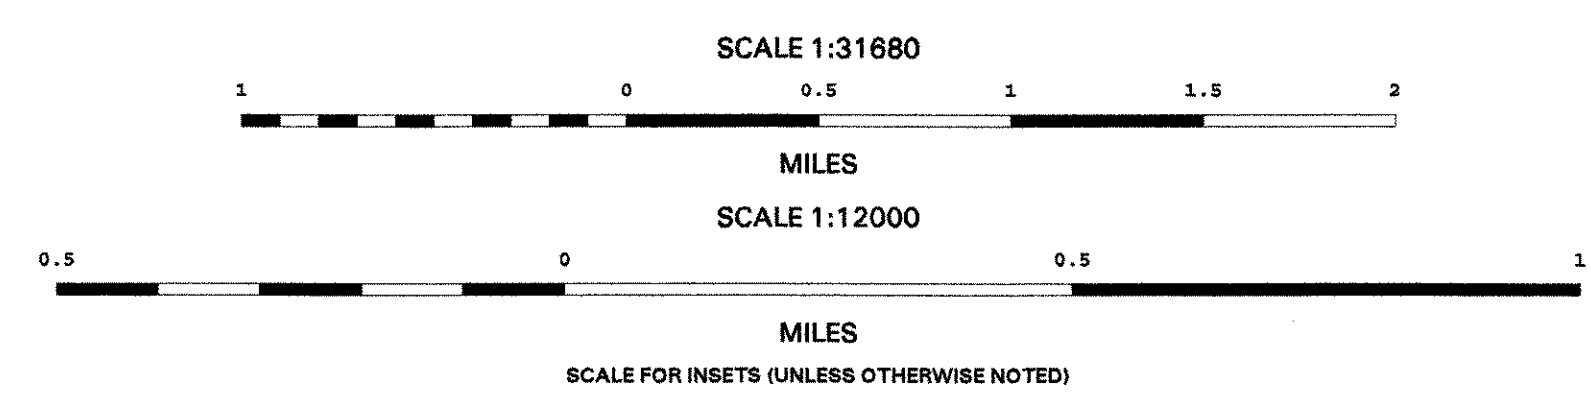 SCALE 1:31680
1 0 0.5 1 1.5 2
MILES
SCALE 1:12000
0.5 0 0.5 1
MILES
SCALE FOR INSETS (UNLESS OTHERWISE NOTED)